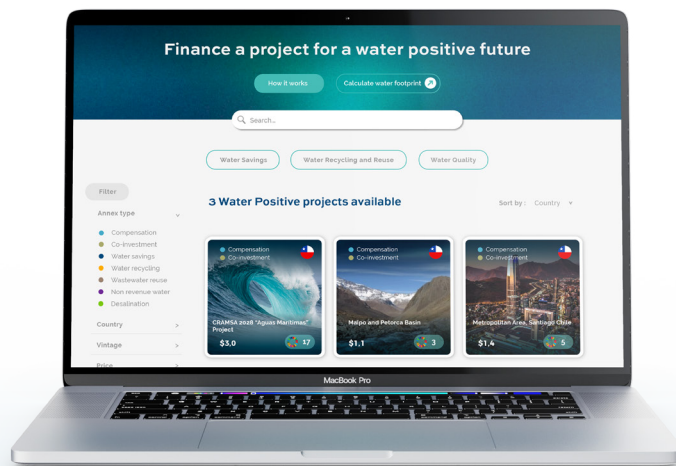 Finance a project for a water positive future
How it works
Calculate water footprint
Search...
Water Savings
Water Recycling and Reuse
Water Quality
Filter
3 Water Positive projects available
Sort by : Country
Annex type
Compensation
Co-investment
Water savings
Water recycling
Wastewater reuse
Non revenue water
Desalination
Country
Vintage
Price
Compensation
Co-investment
CRAMSA 2028 "Aguas Marítimas"
Project
$3,0
17
Compensation
Co-investment
Maipo and Petorca Basin
$1,1
3
Compensation
Co-investment
Metropolitan Area, Santiago Chile
$1,4
5
MacBook Pro